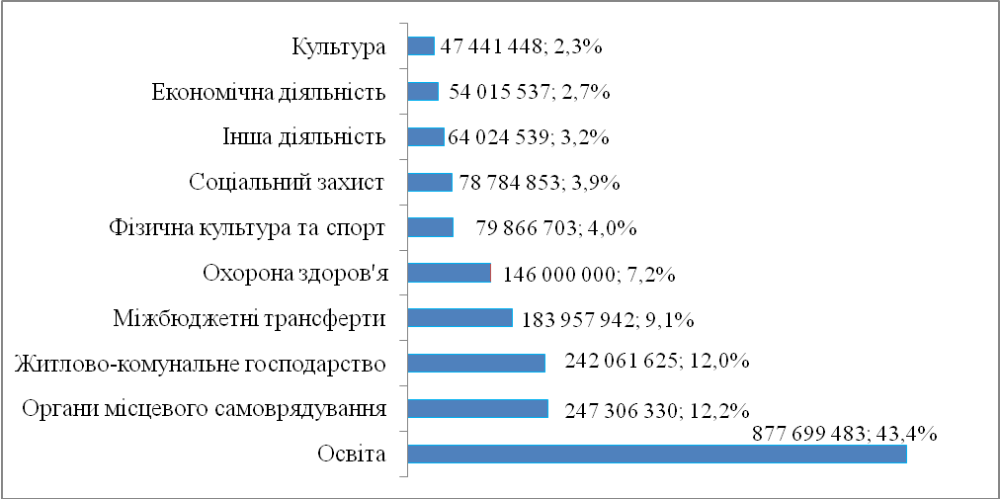 Культура 47 441 448; 2,3%
Економічна діяльність 54 015 537; 2,7%
Інша діяльність 64 024 539; 3,2%
Соціальний захист 78 784 853; 3,9%
Фізична культура та спорт 79 866 703; 4,0%
Охорона здоров'я 146 000 000; 7,2%
Міжбюджетні трансферти 183 957 942; 9,1%
Житлово-комунальне господарство 242 061 625; 12,0%
Органи місцевого самоврядування 247 306 330; 12,2%
Освіта 877 699 483; 43,4%